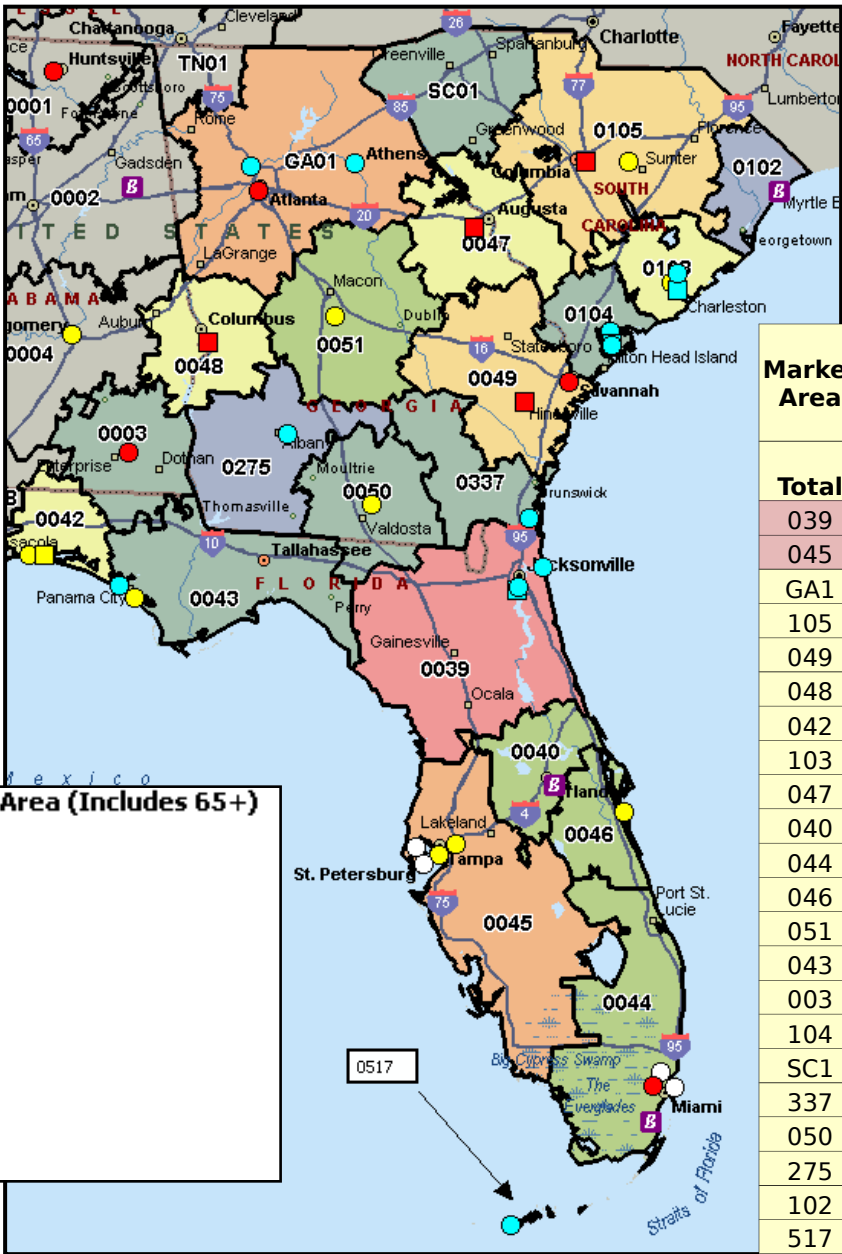 Cleveland
Chattanooga
26
Charlotte
Fayette
Huntsville
TN01
Greenville
Spartanburg
NORTH CAROL
0001
Scottsboro
75
85
SC01
77
95
Lumberto
65
Rome
Greenwood
0105
Florence
Gadsden
GA01
Athens
Columbia
Sumter
0102
0002
B
Atlanta
SOUTH
B
Myrtle B
ITED STATES
20
Augusta
CAROLINA
eorgetown
LaGrange
0047
0103
ABAMA
Macon
Charleston
gomery
Auburn
Columbus
Dublin
0104
0004
0048
0051
16
Statesboro
Hilton Head Island
0049
Savannah
GEORGIA
Hinesville
0003
Albany
Enterprise
Dothan
0275
Moultrie
0337
0050
Brunswick
0042
Thomasville
Valdosta
sacola
10
Tallahassee
95
Jacksonville
Panama City
0043
FLORIDA
Perry
Gainesville
0039
Ocala
Mexico
0040
B
rland
Lakeland
4
0046
Tampa
St. Petersburg
75
0045
Port St.
Lucie
0044
95
Big Cypress Swamp
The
Everglades
Miami
B
0517
Straits of Florida
Area (Includes 65+)
Marke
Area
Total
039
045
GA1
105
049
048
042
103
047
040
044
046
051
043
003
104
SC1
337
050
275
102
517